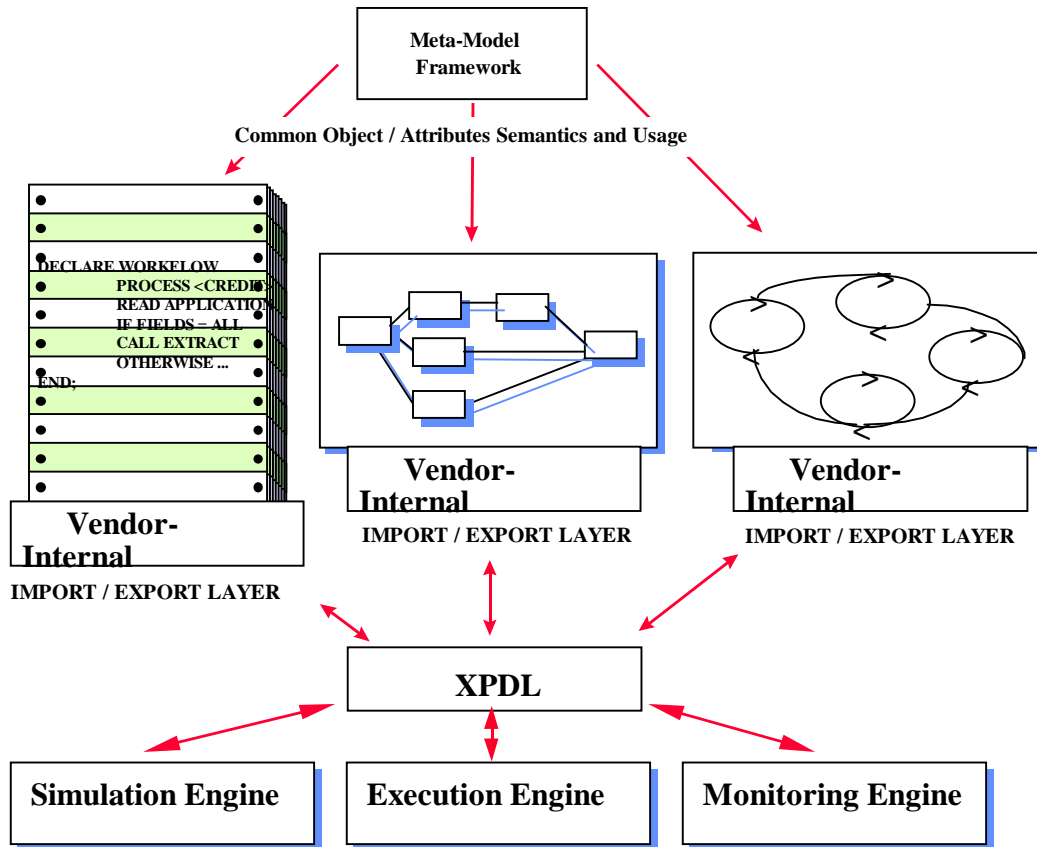 Meta-Model
Framework
Common Object / Attributes Semantics and Usage
DECLARE WORKFLOW
PROCESS <CREDIT>
READ APPLICATION
IF FIELDS = ALL
CALL EXTRACT
OTHERWISE ...
END;
Vendor-
Internal
IMPORT / EXPORT LAYER
Vendor-
Internal
IMPORT / EXPORT LAYER
Vendor-
Internal
IMPORT / EXPORT LAYER
XPDL
Simulation Engine
Execution Engine
Monitoring Engine